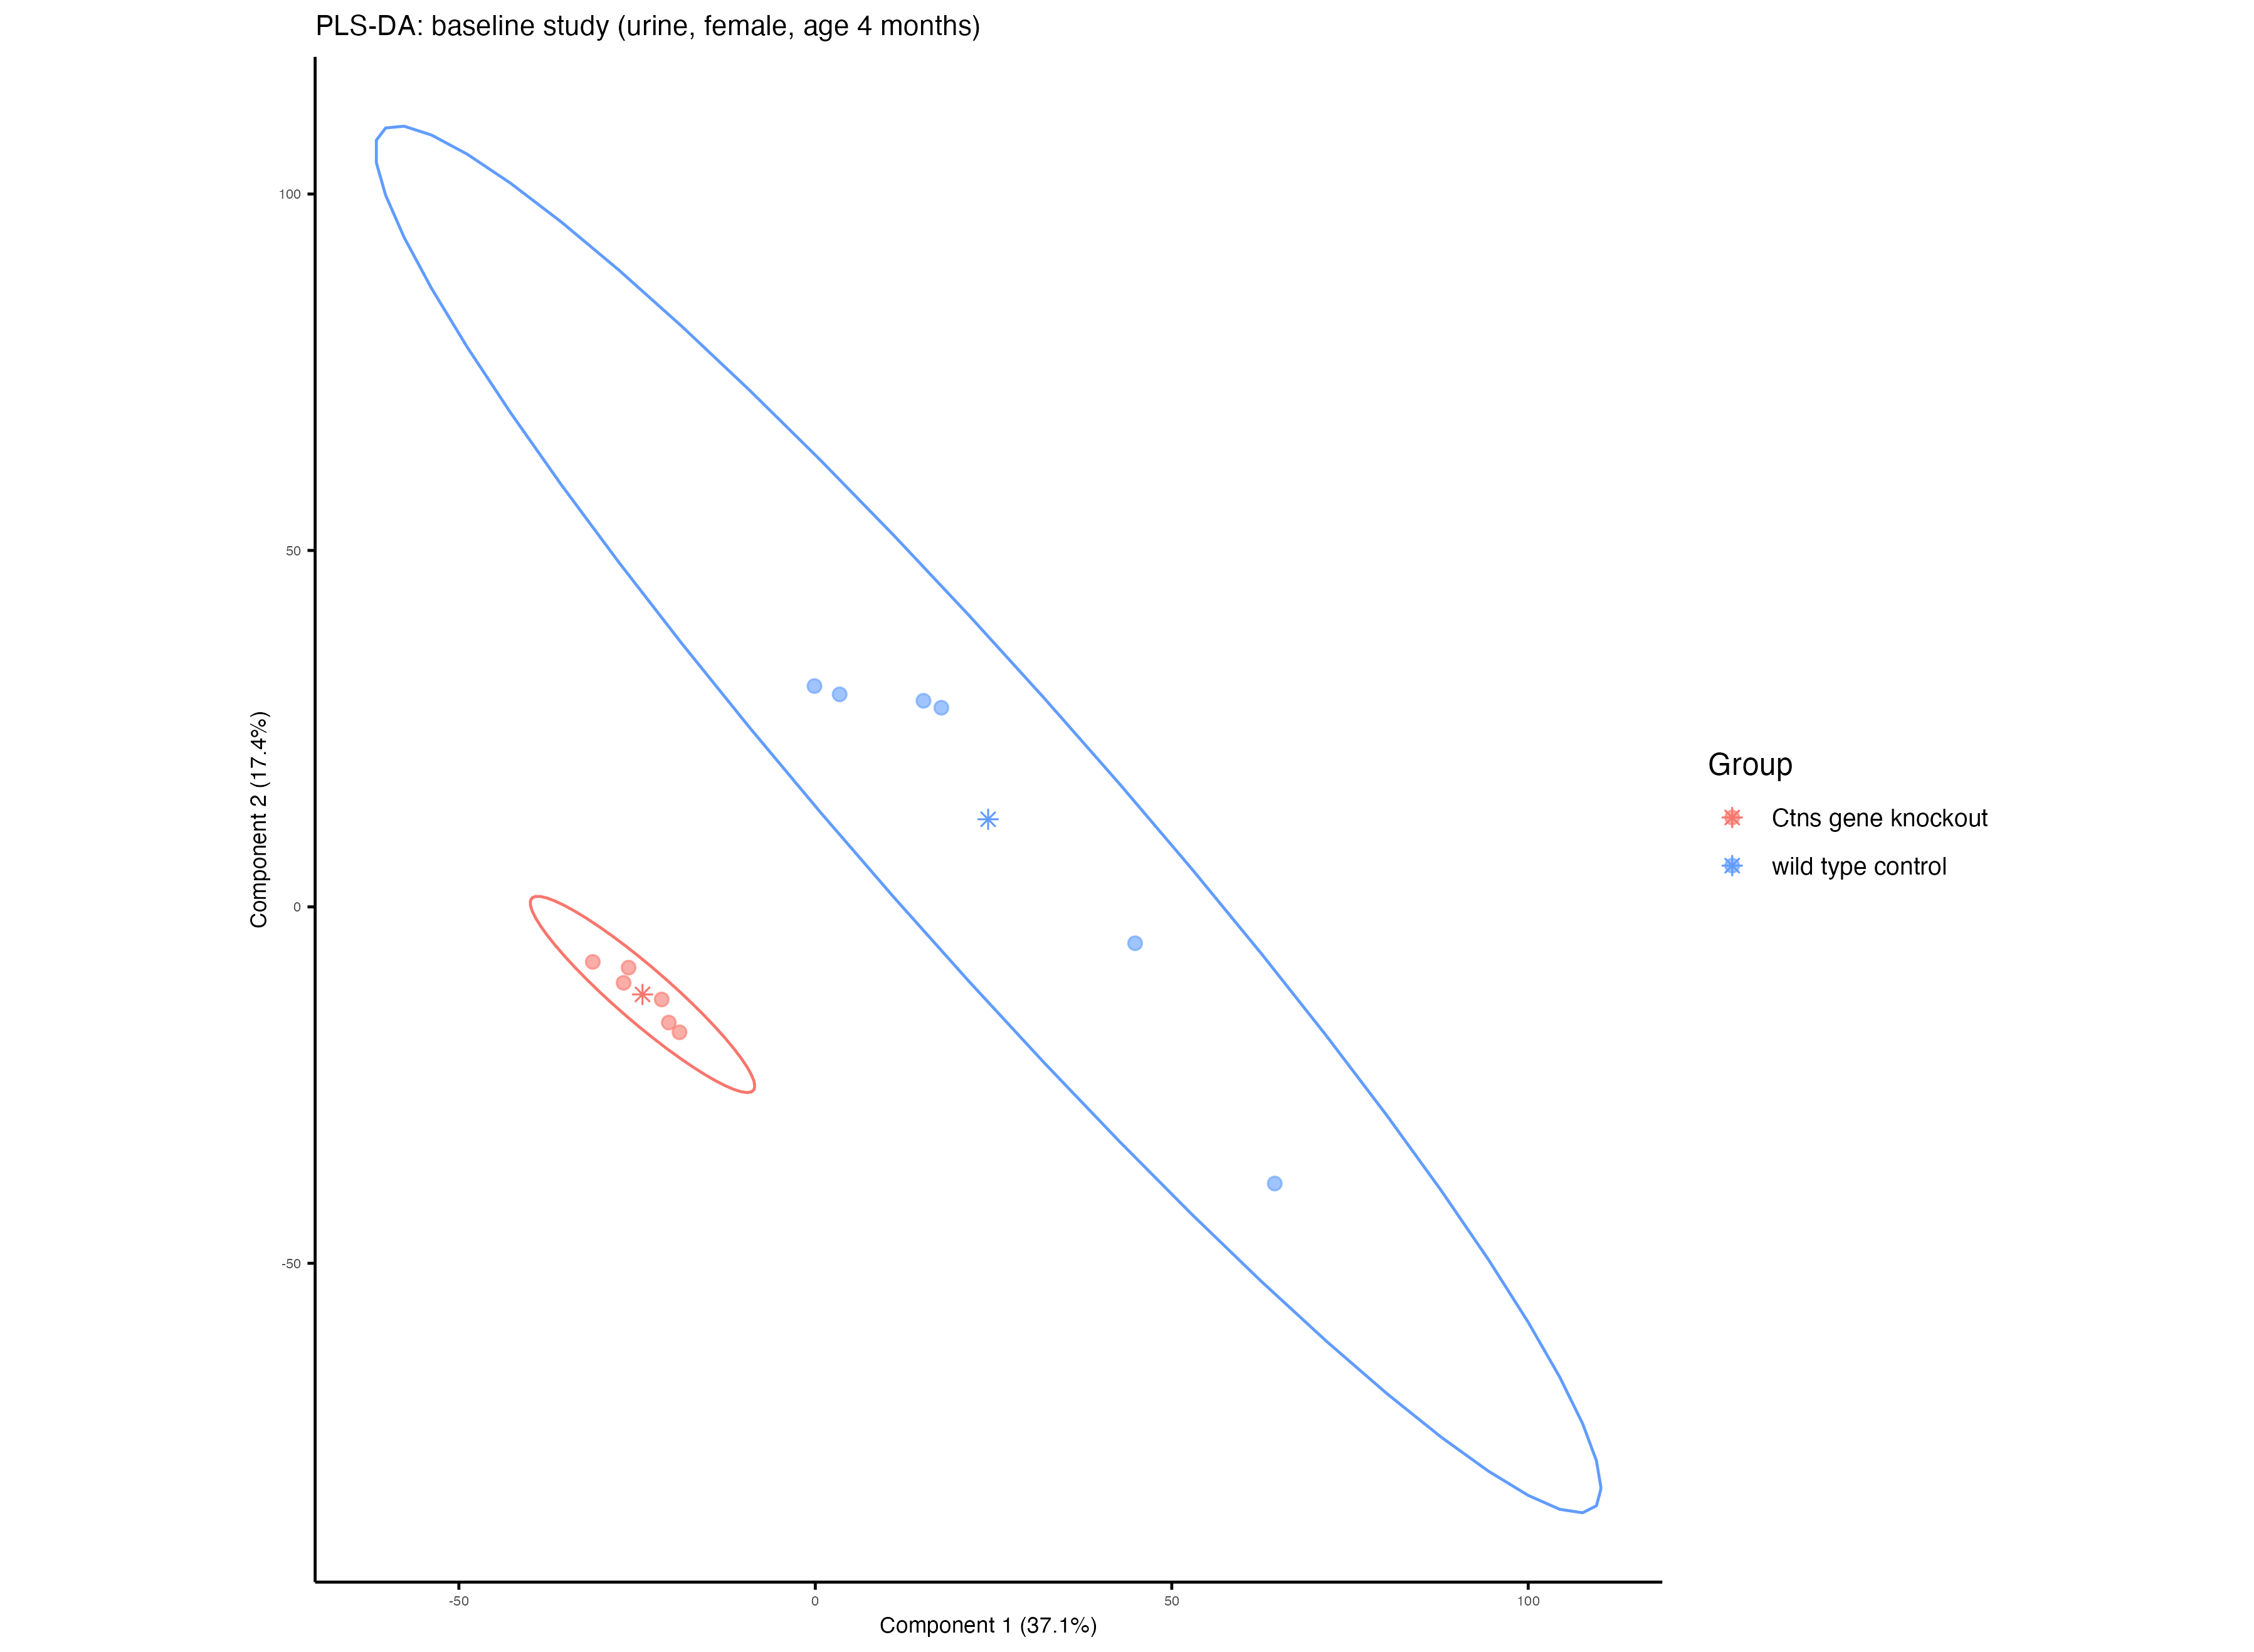 PLS-DA: baseline study (urine, female, age 4 months)
100
50
0
-50
Component 2 (17.4%)
-50
0
50
100
Component 1 (37.1%)
Group
Ctns gene knockout
wild type control